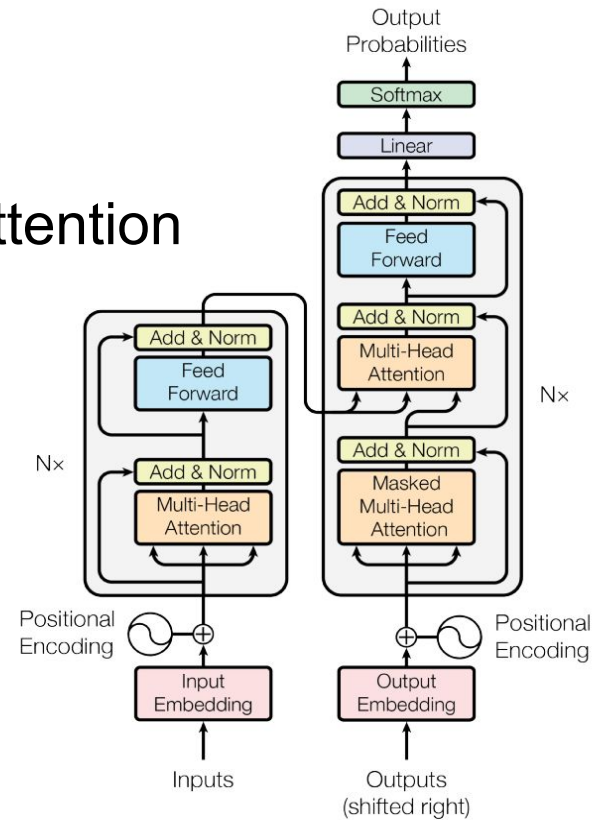 Output
Probabilities
Softmax
Linear
Add & Norm
Feed
Forward
Add & Norm
Multi-Head
Attention
Nx
Add & Norm
Masked
Multi-Head
Attention
Positional
Encoding
Output
Embedding
Outputs
(shifted right)
ttention
Add & Norm
Feed
Forward
Nx
Add & Norm
Multi-Head
Attention
Positional
Encoding
Input
Embedding
Inputs